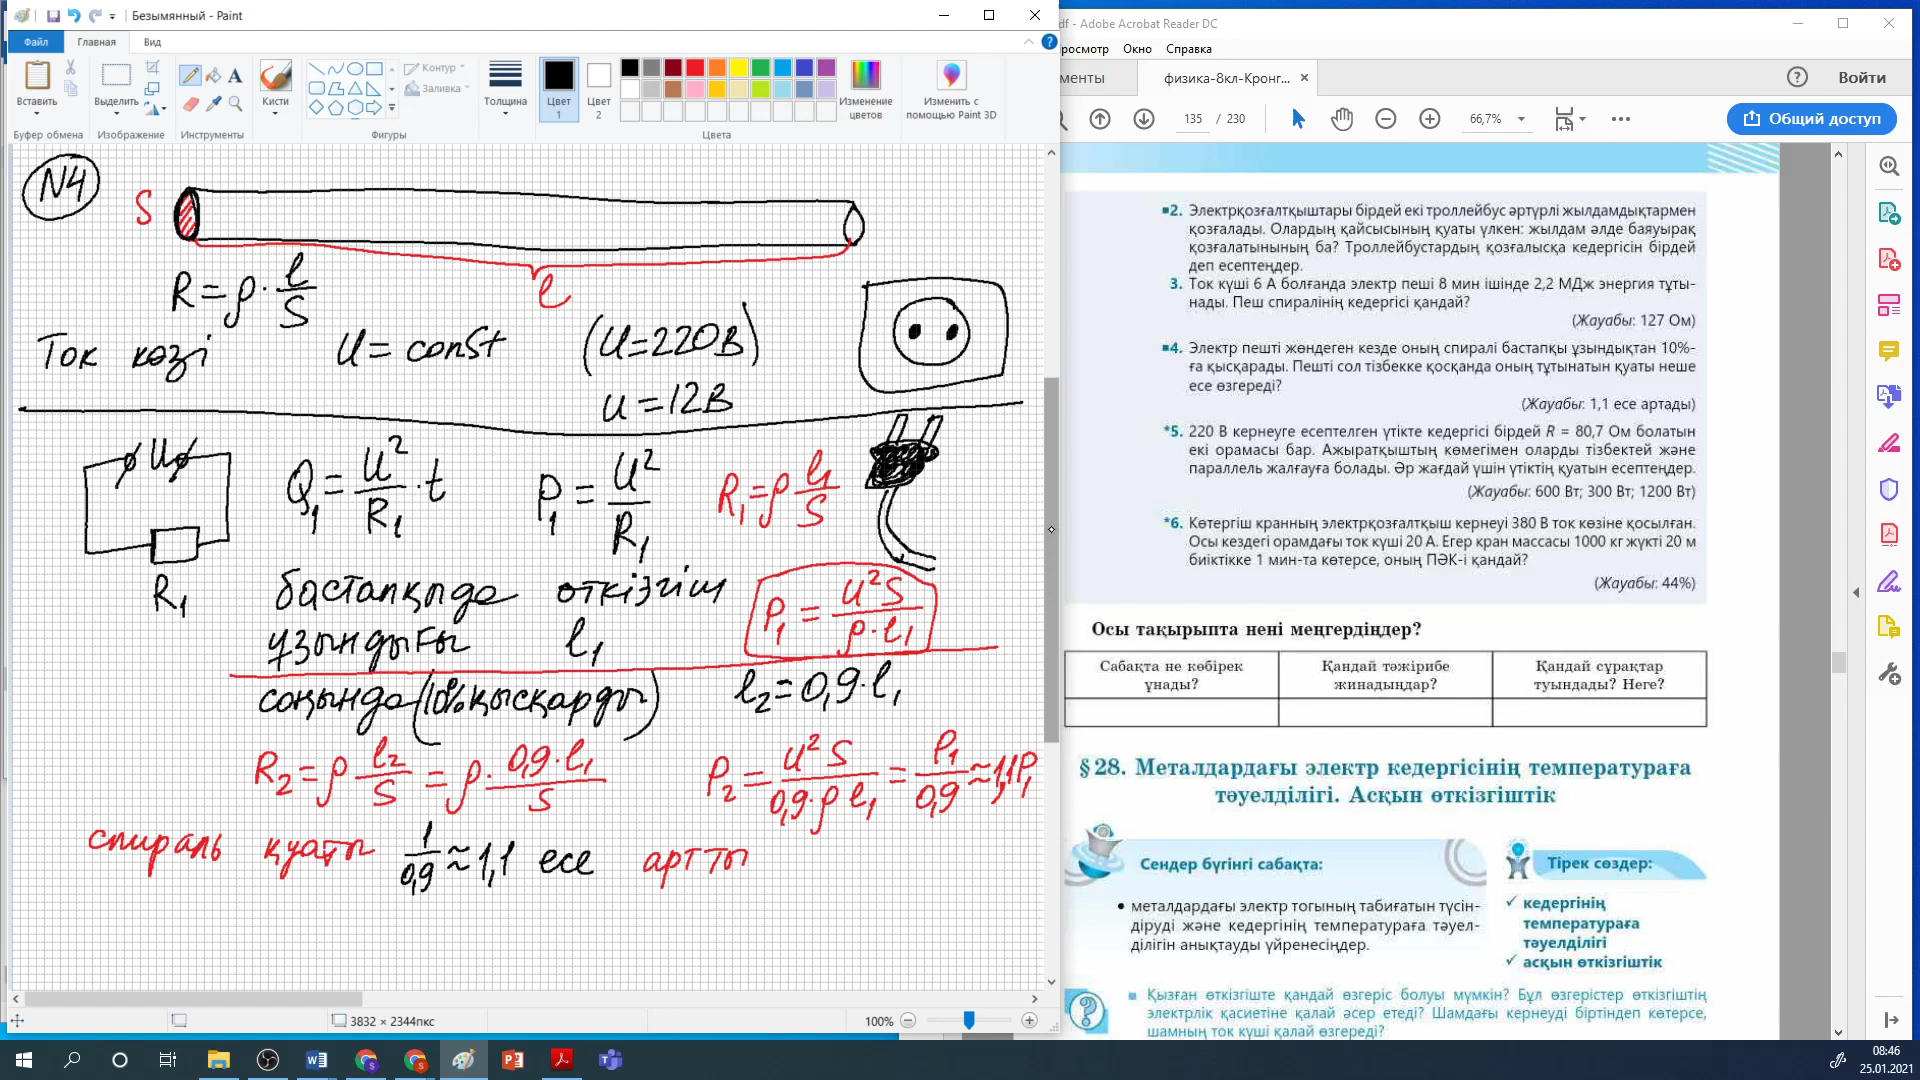 Безымянный - Paint
Файл Главная Вид
Вставить Выделить Кисти Толщина Цвет 1 Цвет 2 Изменение цветов Изменить с помощью Paint 3D
Контур
Заливка
Буфер обмена Изображение Инструменты Фигуры Цвета
N4
S
l
R = ρ · l/S
Ток көзі U = const (U=220В)
U = 12В
U
Q₁ = U²/R₁ · t P₁ = U²/R₁ R₁ = ρ l₁/S
R₁
бастапқыда өткізгіш
ұзындығы l₁
P₁ = U²S/ρ·l₁
соңында (10% қысқарды) l₂ = 0,9·l₁
R₂ = ρ l₂/S = ρ · 0,9·l₁/S P₂ = U²S/0,9·ρ l₁ = P₁/0,9 ≈ 1,1P₁
спираль қуаты 1/0,9 ≈ 1,1 есе артты
3832 × 2344пкс
100%
df - Adobe Acrobat Reader DC
росмотр Окно Справка
менты
физика-8кл-Кронг...
Войти
135 / 230
66,7%
Общий доступ
2. Электрқозғалтқыштары бірдей екі троллейбус әртүрлі жылдамдықтармен
қозғалады. Олардың қайсысының қуаты үлкен: жылдам әлде баяуырақ
қозғалатынының ба? Троллейбустардың қозғалысқа кедергісін бірдей
деп есептеңдер.
3. Ток күші 6 А болғанда электр пеші 8 мин ішінде 2,2 МДж энергия тұты-
нады. Пеш спиралінің кедергісі қандай?
(Жауабы: 127 Ом)
4. Электр пешті жөндеген кезде оның спиралі бастапқы ұзындықтан 10%-
ға қысқарады. Пешті сол тізбекке қосқанда оның тұтынатын қуаты неше
есе өзгереді?
(Жауабы: 1,1 есе артады)
*5. 220 В кернеуге есептелген үтікте кедергісі бірдей R = 80,7 Ом болатын
екі орамасы бар. Ажыратқыштың көмегімен оларды тізбектей және
параллель жалғауға болады. Әр жағдай үшін үтіктің қуатын есептеңдер.
(Жауабы: 600 Вт; 300 Вт; 1200 Вт)
*6. Көтергіш кранның электрқозғалтқыш кернеуі 380 В ток көзіне қосылған.
Осы кездегі орамдағы ток күші 20 А. Егер кран массасы 1000 кг жүкті 20 м
биіктікке 1 мин-та көтерсе, оның ПӘК-і қандай?
(Жауабы: 44%)
Осы тақырыпта нені меңгердіңдер?
Сабақта не көбірек ұнады?
Қандай тәжірибе жинадыңдар?
Қандай сұрақтар туындады? Неге?
§ 28. Металдардағы электр кедергісінің температураға
тәуелділігі. Асқын өткізгіштік
Сендер бүгінгі сабақта:
• металдардағы электр тогының табиғатын түсін-
діруді және кедергінің температураға тәуел-
ділігін анықтауды үйренесіңдер.
Тірек сөздер:
кедергінің
температураға
тәуелділігі
асқын өткізгіштік
Қызған өткізгіште қандай өзгеріс болуы мүмкін? Бұл өзгерістер өткізгіштің
электрлік қасиетіне қалай әсер етеді? Шамдағы кернеуді біртіндеп көтерсе,
шамның ток күші қалай өзгереді?
08:46
25.01.2021